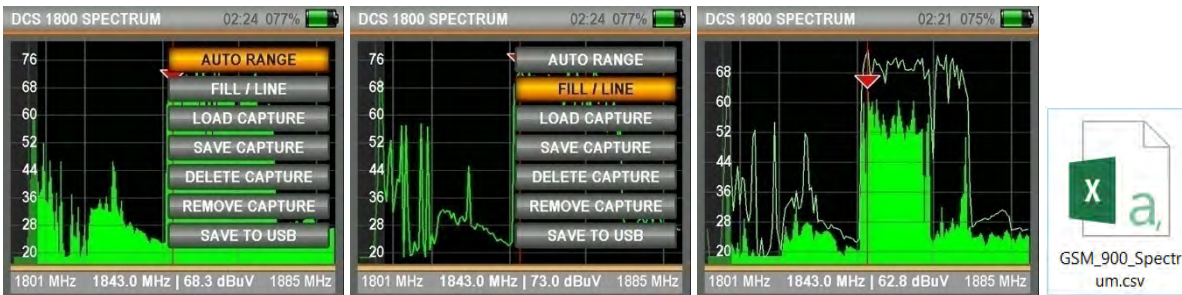 DCS 1800 SPECTRUM 02:24 077%
76
68
60
52
44
36
28
20
AUTO RANGE
FILL / LINE
LOAD CAPTURE
SAVE CAPTURE
DELETE CAPTURE
REMOVE CAPTURE
SAVE TO USB
1801 MHz 1843.0 MHz | 68.3 dBuV 1885 MHz
DCS 1800 SPECTRUM 02:24 077%
76
68
60
52
44
36
28
20
AUTO RANGE
FILL / LINE
LOAD CAPTURE
SAVE CAPTURE
DELETE CAPTURE
REMOVE CAPTURE
SAVE TO USB
1801 MHz 1843.0 MHz | 73.0 dBuV 1885 MHz
DCS 1800 SPECTRUM 02:21 075%
68
60
52
44
36
28
20
1801 MHz 1843.0 MHz | 62.8 dBuV 1885 MHz
X
a,
GSM_900_Spectr
um.csv